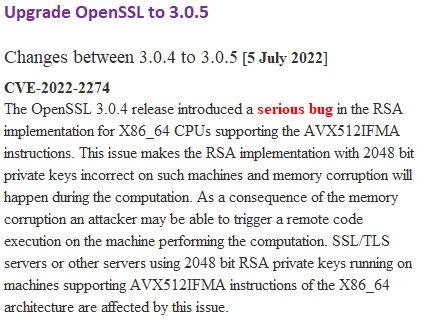 Upgrade OpenSSL to 3.0.5
Changes between 3.0.4 to 3.0.5 [5 July 2022]
CVE-2022-2274
The OpenSSL 3.0.4 release introduced a serious bug in the RSA
implementation for X86_64 CPUs supporting the AVX512IFMA
instructions. This issue makes the RSA implementation with 2048 bit
private keys incorrect on such machines and memory corruption will
happen during the computation. As a consequence of the memory
corruption an attacker may be able to trigger a remote code
execution on the machine performing the computation. SSL/TLS
servers or other servers using 2048 bit RSA private keys running on
machines supporting AVX512IFMA instructions of the X86_64
architecture are affected by this issue.